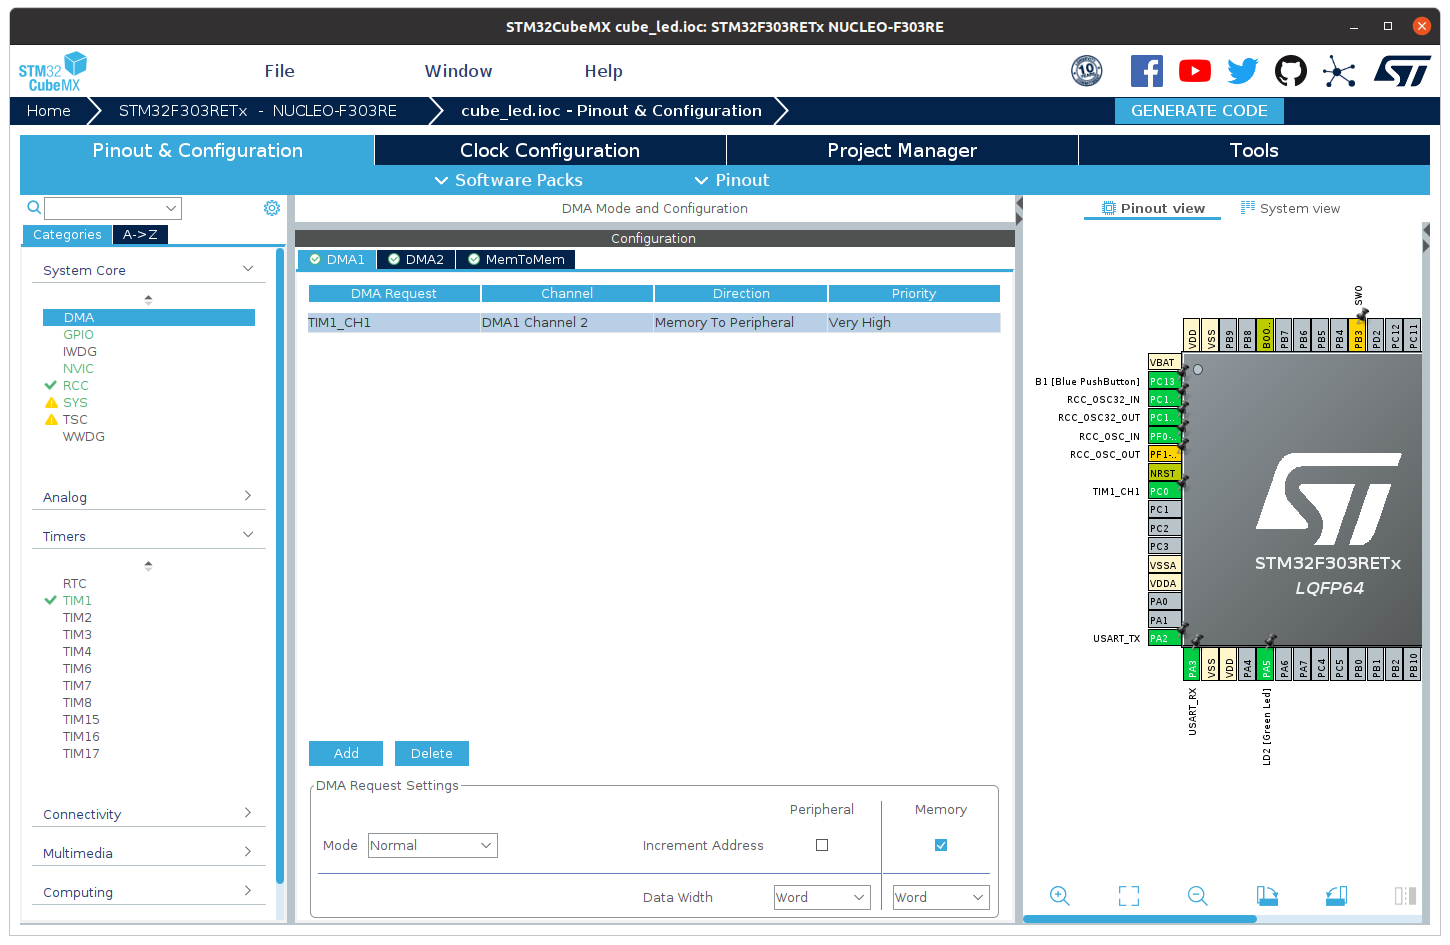 STM32CubeMX cube_led.ioc: STM32F303RETx NUCLEO-F303RE
STM32
CubeMX
File Window Help
10
Home STM32F303RETx - NUCLEO-F303RE cube_led.ioc - Pinout & Configuration GENERATE CODE
Pinout & Configuration Clock Configuration Project Manager Tools
Software Packs Pinout
Categories A->Z
System Core
DMA
GPIO
IWDG
NVIC
RCC
SYS
TSC
WWDG
Analog
Timers
RTC
TIM1
TIM2
TIM3
TIM4
TIM6
TIM7
TIM8
TIM15
TIM16
TIM17
Connectivity
Multimedia
Computing
DMA Mode and Configuration
Configuration
DMA1 DMA2 MemToMem
DMA Request Channel Direction Priority
TIM1_CH1 DMA1 Channel 2 Memory To Peripheral Very High
Add Delete
DMA Request Settings
Peripheral Memory
Mode Normal Increment Address
Data Width Word Word
Pinout view System view
SWO
VDD VSS PB9 PB8 BOO.. PB7 PB6 PB5 PB4 PB3 PD2 PC12 PC11
VBAT
B1 [Blue PushButton] PC13
RCC_OSC32_IN PC1..
RCC_OSC32_OUT PC1..
RCC_OSC_IN PF0-..
RCC_OSC_OUT PF1-..
NRST
TIM1_CH1 PC0
PC1
PC2
PC3
VSSA
VDDA
PA0
PA1
USART_TX PA2
ST
STM32F303RETx
LQFP64
PA3 VSS VDD PA4 PA5 PA6 PA7 PC4 PC5 PB0 PB1 PB2 PB10
USART_RX
LD2 [Green Led]